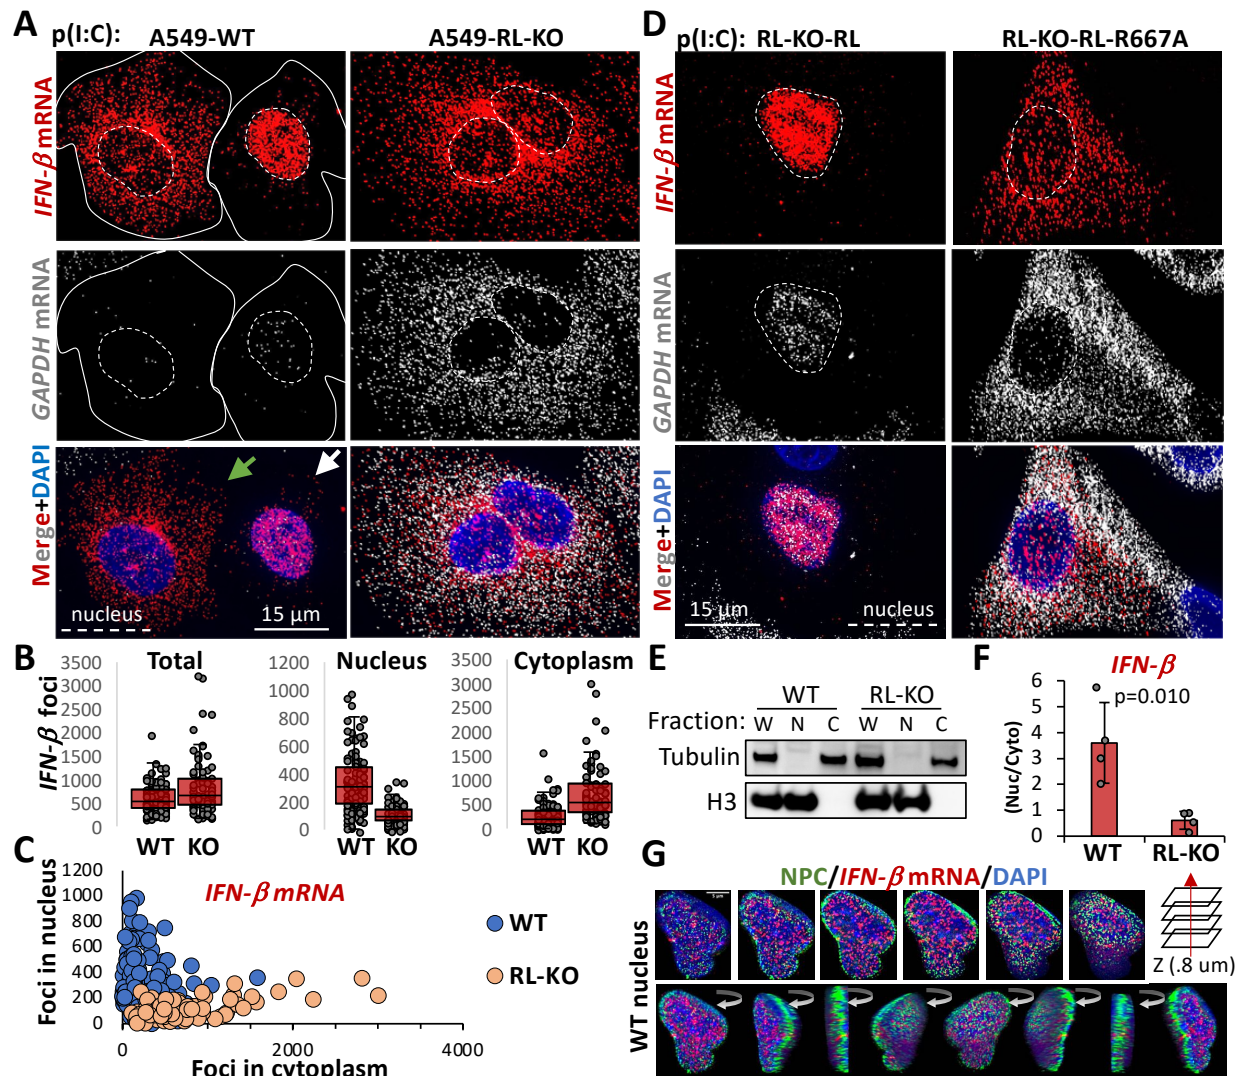 A
p(I:C):
A549-WT
A549-RL-KO
IFN-β mRNA
GAPDH mRNA
Merge+DAPI
nucleus
15 µm
D
p(I:C):
RL-KO-RL
RL-KO-RL-R667A
IFN-β mRNA
GAPDH mRNA
Merge+DAPI
15 µm
nucleus
B
IFN-β foci
Total
3500
3000
2500
2000
1500
1000
500
0
WT KO
Nucleus
1200
1000
800
600
400
200
0
WT KO
Cytoplasm
3500
3000
2500
2000
1500
1000
500
0
WT KO
C
IFN-β mRNA
Foci in nucleus
1200
1000
800
600
400
200
0
0 2000 4000
Foci in cytoplasm
WT
RL-KO
E
WT RL-KO
Fraction: W N C W N C
Tubulin
H3
F
IFN-β
p=0.010
(Nuc/Cyto)
6
5
4
3
2
1
0
WT RL-KO
G
NPC/IFN-β mRNA/DAPI
WT nucleus
5 µm
Z (.8 um)